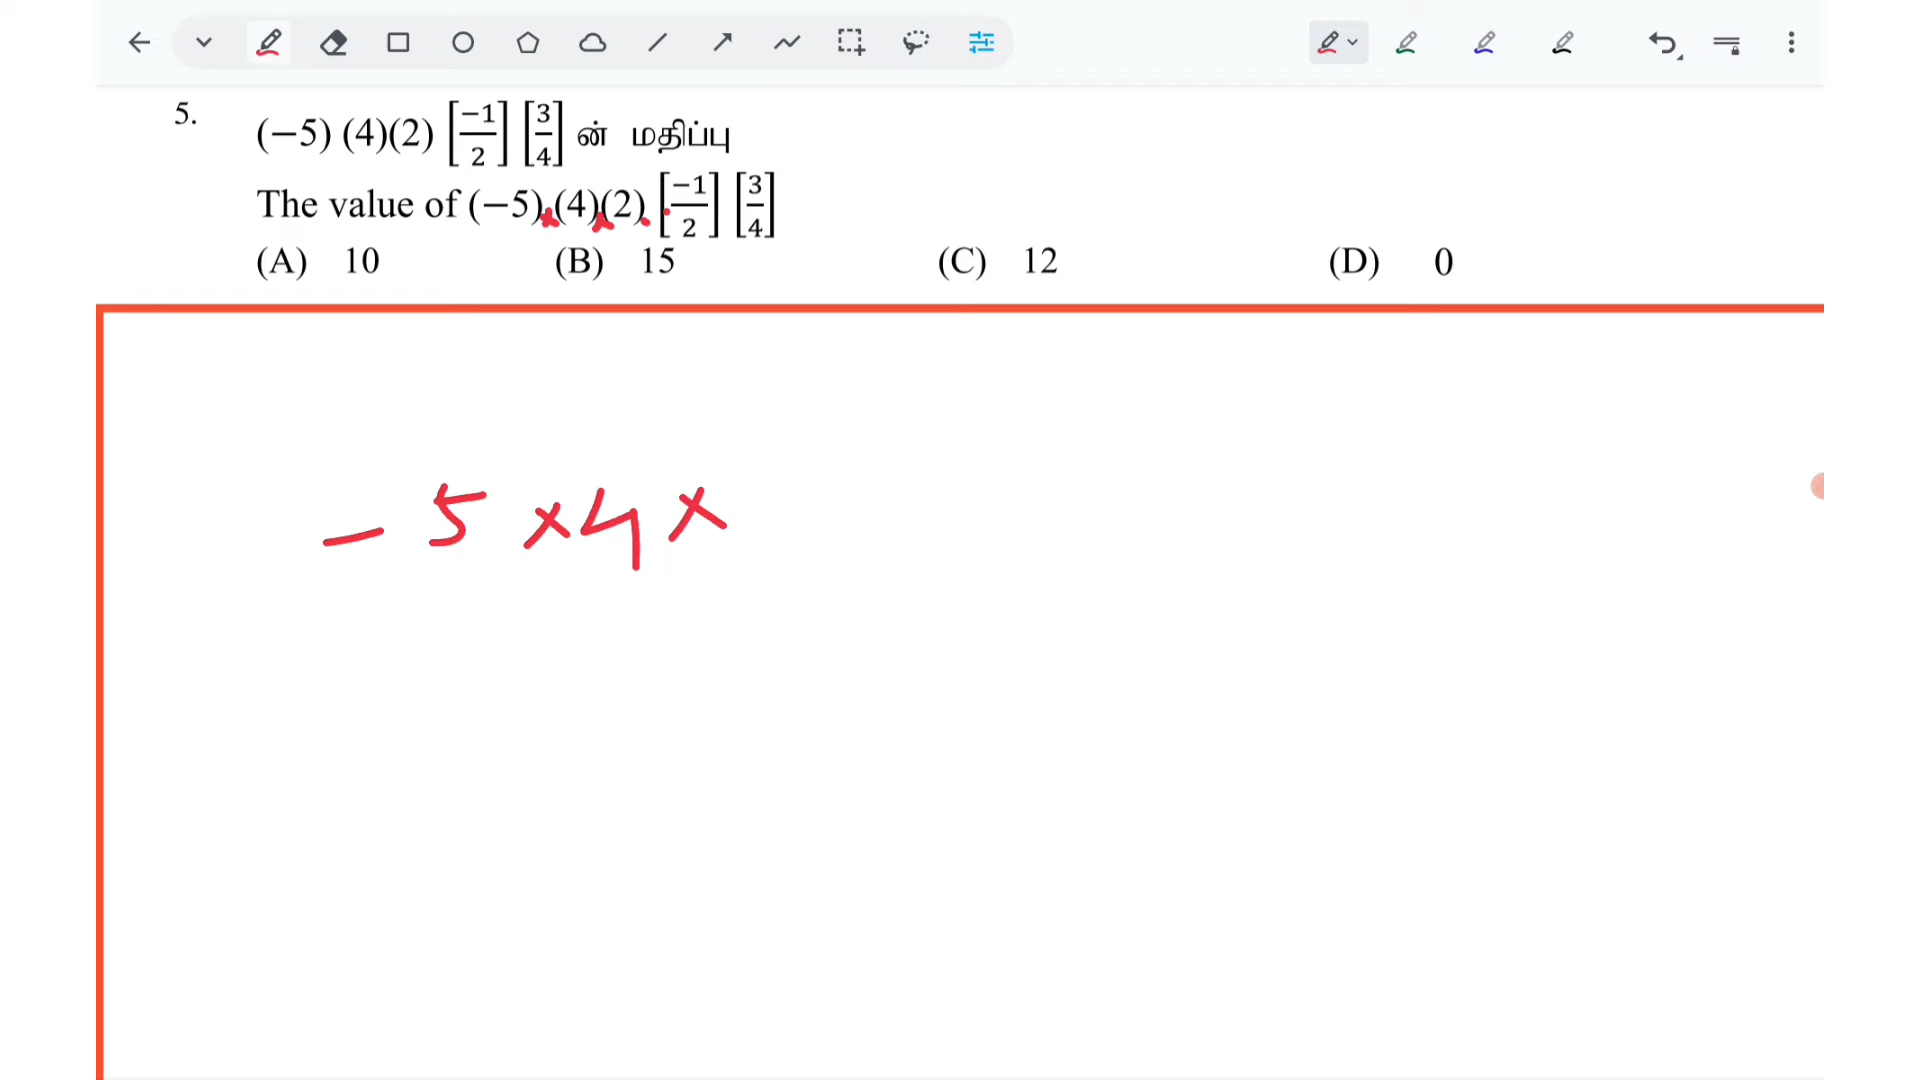 5.
(−5) (4)(2) [−1/2] [3/4] ன் மதிப்பு
The value of (−5) (4)(2) [−1/2] [3/4]
(A) 10 (B) 15 (C) 12 (D) 0
− 5 × 4 ×